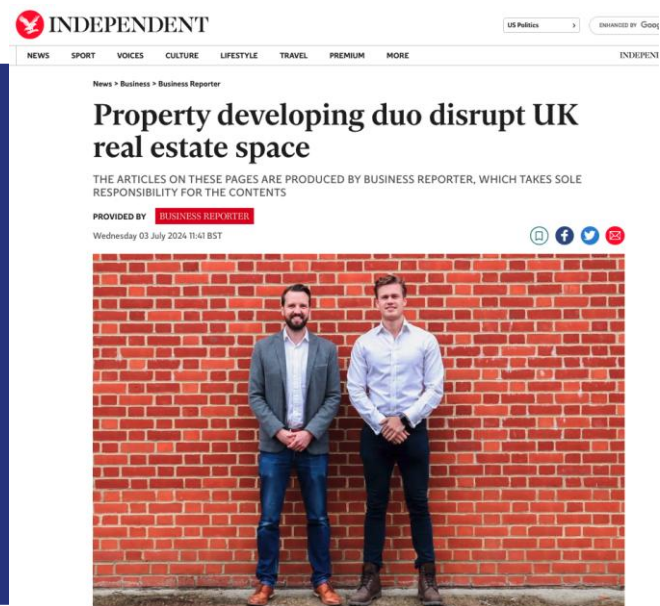 INDEPENDENT
US Politics
ENHANCED BY Goog
NEWS SPORT VOICES CULTURE LIFESTYLE TRAVEL PREMIUM MORE
News > Business > Business Reporter
Property developing duo disrupt UK
real estate space
THE ARTICLES ON THESE PAGES ARE PRODUCED BY BUSINESS REPORTER, WHICH TAKES SOLE
RESPONSIBILITY FOR THE CONTENTS
PROVIDED BY BUSINESS REPORTER
Wednesday 03 July 2024 11:41 BST